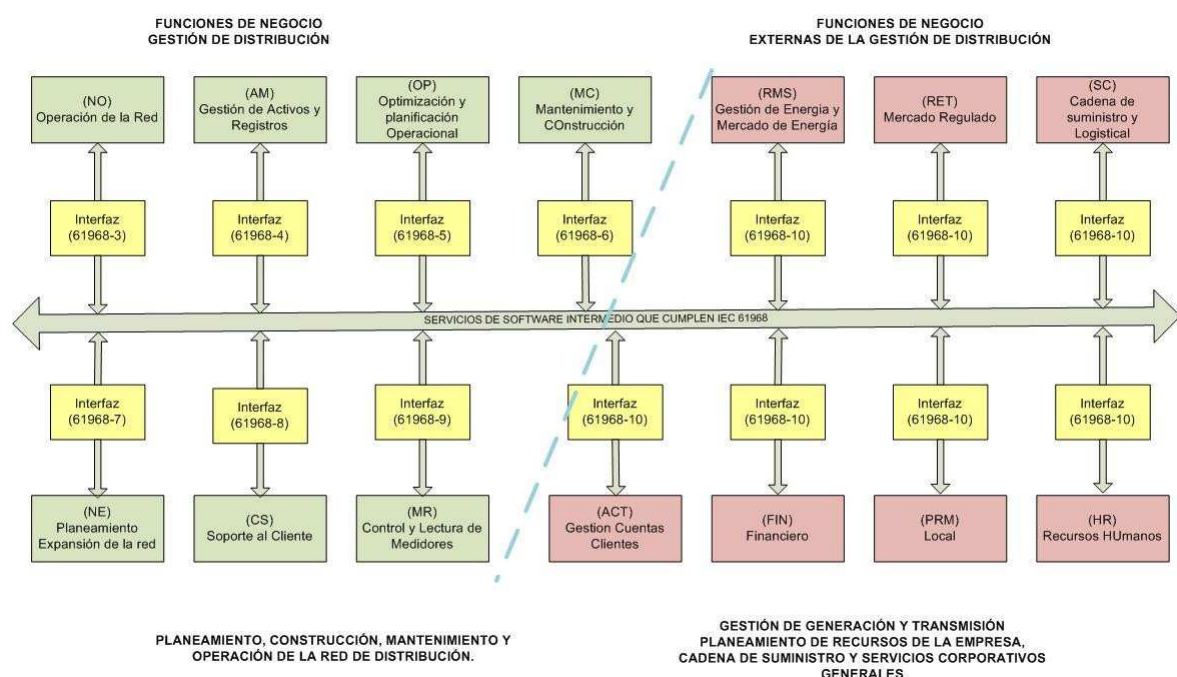 FUNCIONES DE NEGOCIO
GESTIÓN DE DISTRIBUCIÓN
FUNCIONES DE NEGOCIO
EXTERNAS DE LA GESTIÓN DE DISTRIBUCIÓN
(NO)
Operación de la Red
(AM)
Gestión de Activos y
Registros
(OP)
Optimización y
planificación
Operacional
(MC)
Mantenimiento y
COnstrucción
(RMS)
Gestión de Energia y
Mercado de Energía
(RET)
Mercado Regulado
(SC)
Cadena de
suministro y
Logistical
Interfaz
(61968-3)
Interfaz
(61968-4)
Interfaz
(61968-5)
Interfaz
(61968-6)
Interfaz
(61968-10)
Interfaz
(61968-10)
Interfaz
(61968-10)
SERVICIOS DE SOFTWARE INTERMEDIO QUE CUMPLEN IEC 61968
Interfaz
(61968-7)
Interfaz
(61968-8)
Interfaz
(61968-9)
Interfaz
(61968-10)
Interfaz
(61968-10)
Interfaz
(61968-10)
Interfaz
(61968-10)
(NE)
Planeamiento
Expansión de la red
(CS)
Soporte al Cliente
(MR)
Control y Lectura de
Medidores
(ACT)
Gestion Cuentas
Clientes
(FIN)
Financiero
(PRM)
Local
(HR)
Recursos HUmanos
PLANEAMIENTO, CONSTRUCCIÓN, MANTENIMIENTO Y
OPERACIÓN DE LA RED DE DISTRIBUCIÓN.
GESTIÓN DE GENERACIÓN Y TRANSMISIÓN
PLANEAMIENTO DE RECURSOS DE LA EMPRESA,
CADENA DE SUMINISTRO Y SERVICIOS CORPORATIVOS
GENERALES